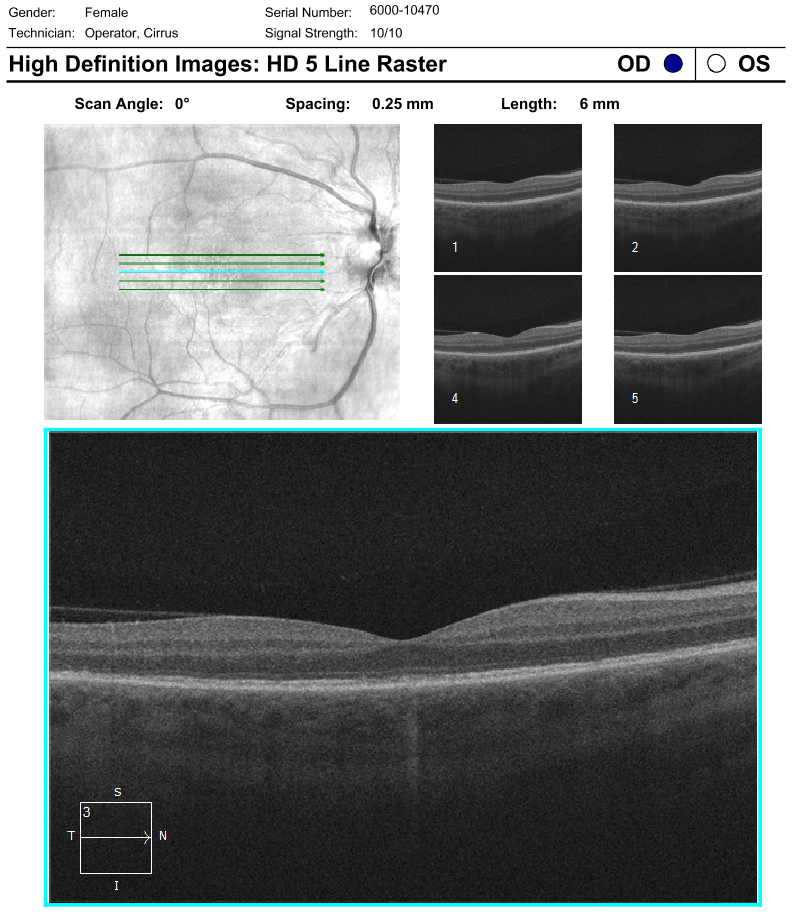 Gender: Female Serial Number: 6000-10470
Technician: Operator, Cirrus Signal Strength: 10/10
High Definition Images: HD 5 Line Raster OD OS
Scan Angle: 0° Spacing: 0.25 mm Length: 6 mm
1 2
4 5
S
3
T N
I